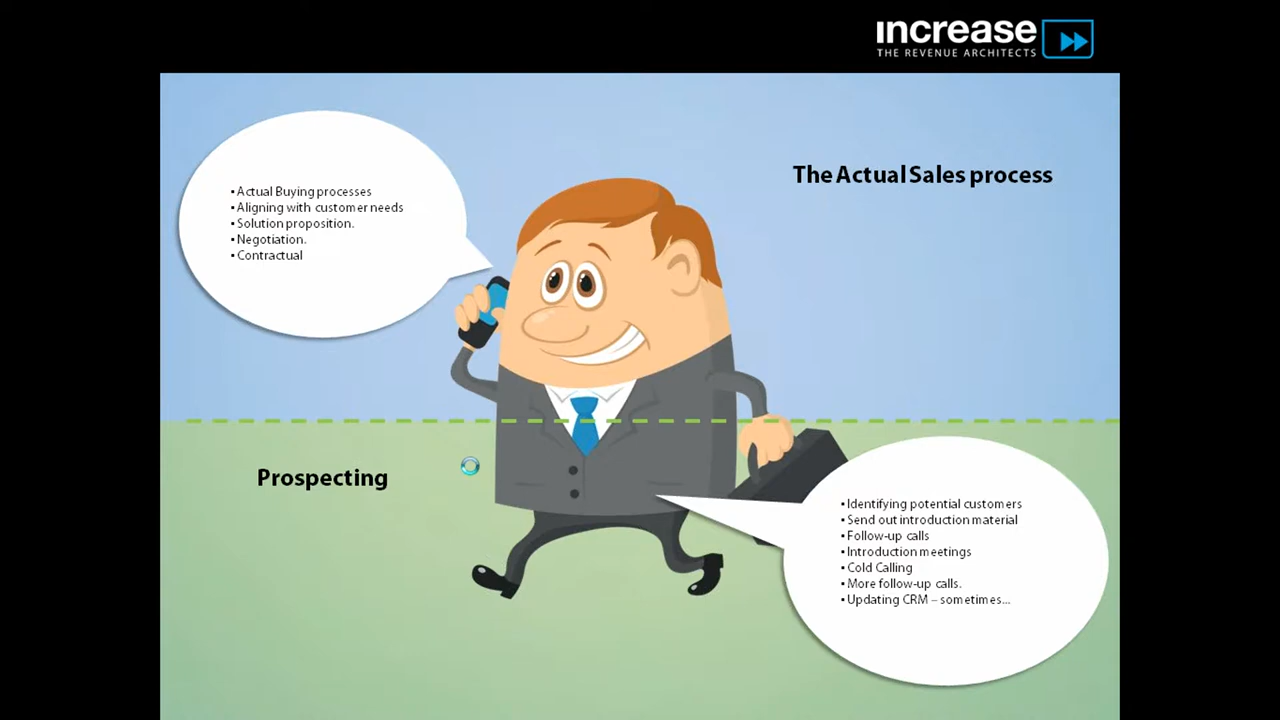 increase
THE REVENUE ARCHITECTS
The Actual Sales process
▪ Actual Buying processes
▪ Aligning with customer needs
▪ Solution proposition.
▪ Negotiation.
▪ Contractual
Prospecting
▪ Identifying potential customers
▪ Send out introduction material
▪ Follow-up calls
▪ Introduction meetings
▪ Cold Calling
▪ More follow-up calls.
▪ Updating CRM – sometimes...